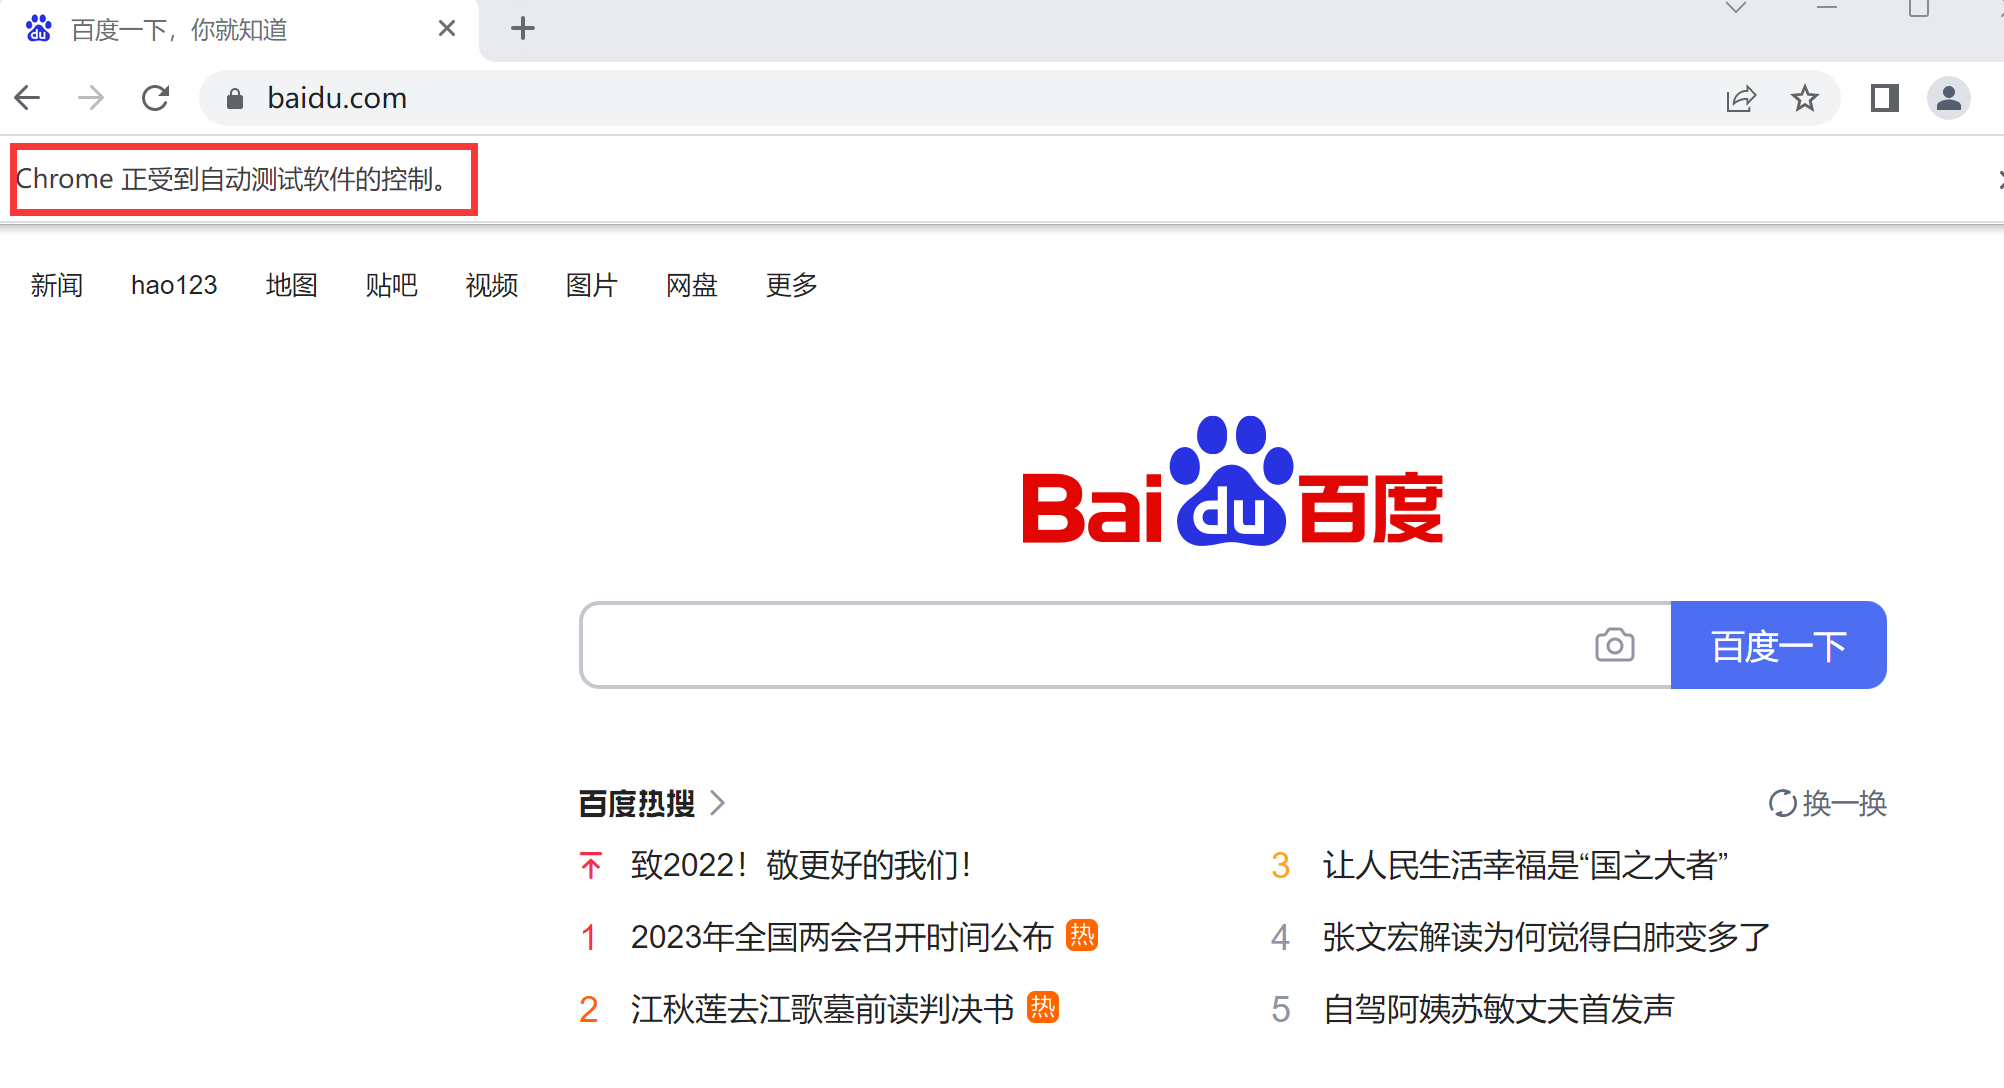 百度一下，你就知道
baidu.com
Chrome 正受到自动测试软件的控制。
新闻 hao123 地图 贴吧 视频 图片 网盘 更多
Bai du 百度
百度一下
百度热搜 换一换
致2022！敬更好的我们！
1 2023年全国两会召开时间公布 热
2 江秋莲去江歌墓前读判决书 热
3 让人民生活幸福是“国之大者”
4 张文宏解读为何觉得白肺变多了
5 自驾阿姨苏敏丈夫首发声